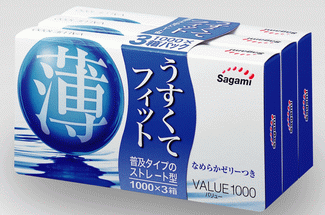 1000×
3箱パック
薄
うすくて
フィット
普及タイプの
ストレート型
1000×3箱
Sagami
なめらかゼリーつき
VALUE1000
バリュー